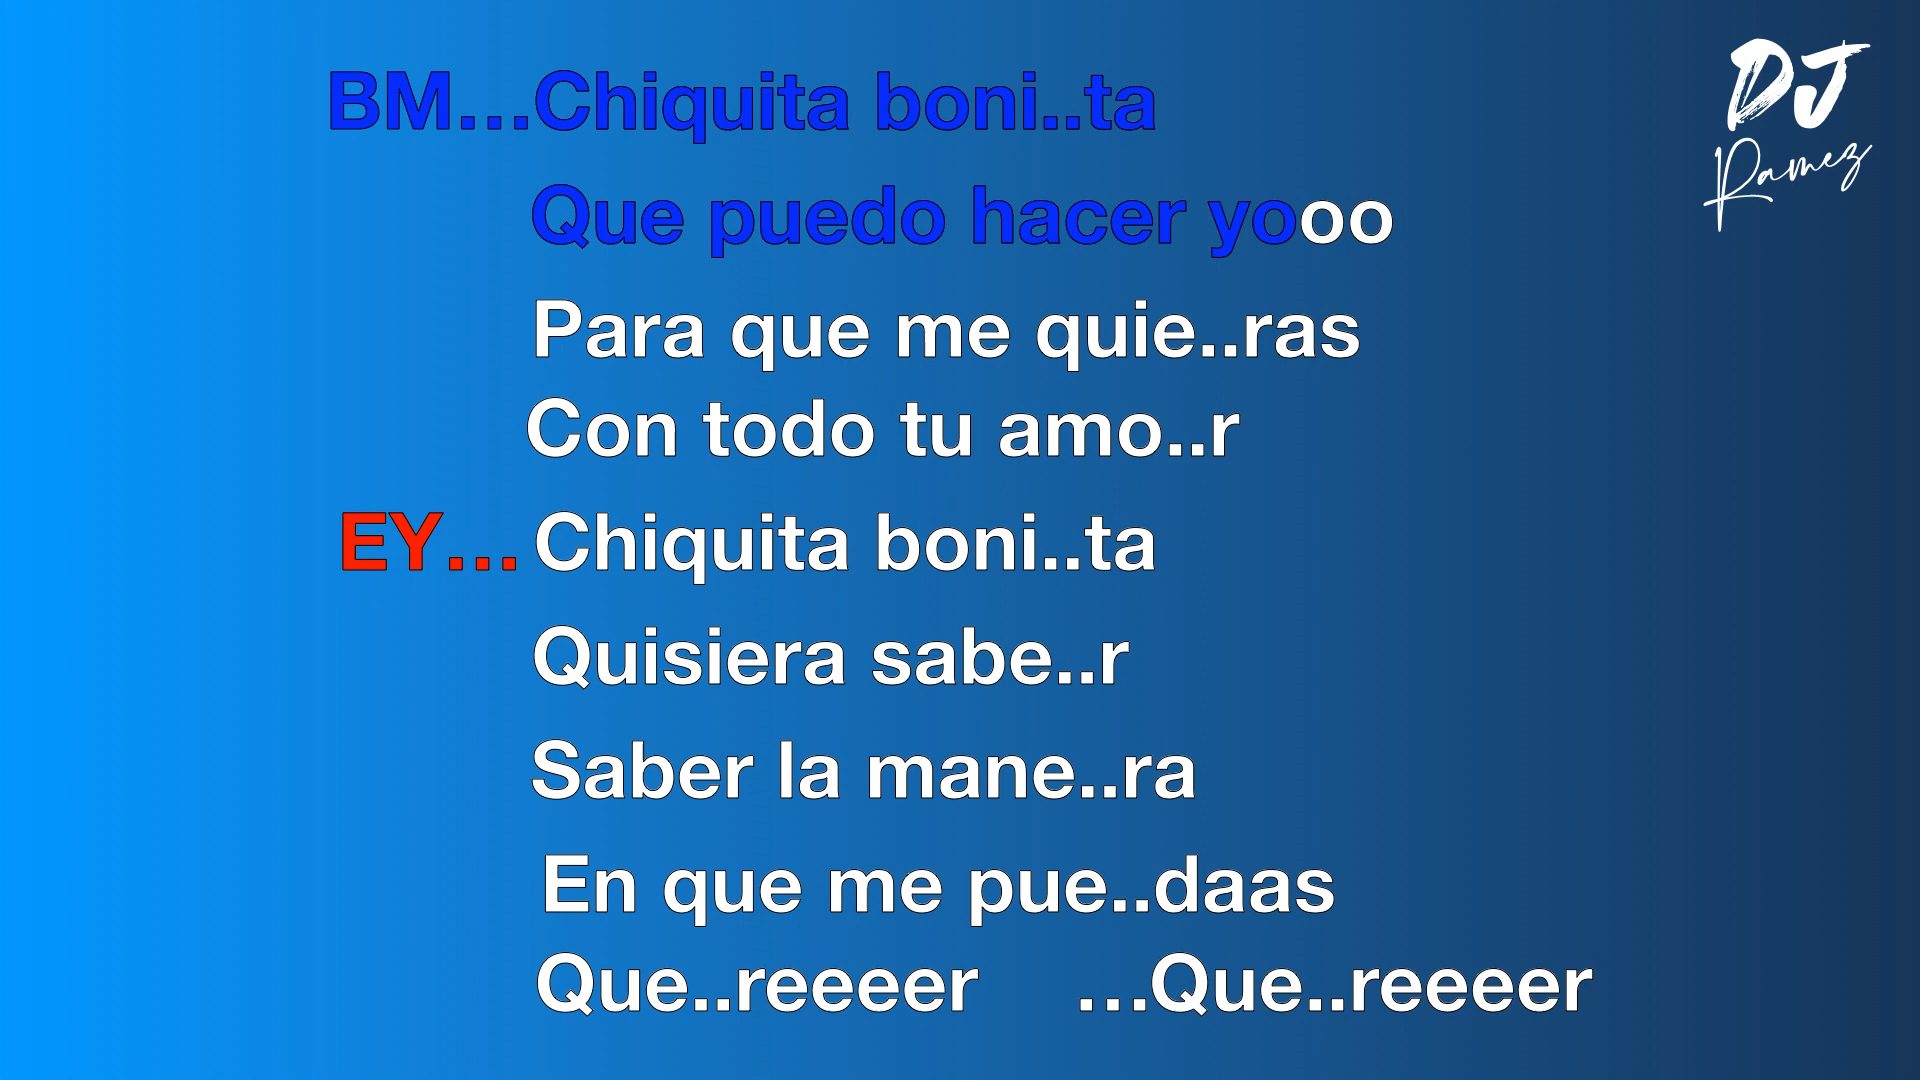 BM...Chiquita boni..ta
Que puedo hacer yooo
Para que me quie..ras
Con todo tu amo..r
EY... Chiquita boni..ta
Quisiera sabe..r
Saber la mane..ra
En que me pue..daas
Que..reeeer ...Que..reeeer
DJ
Ramez